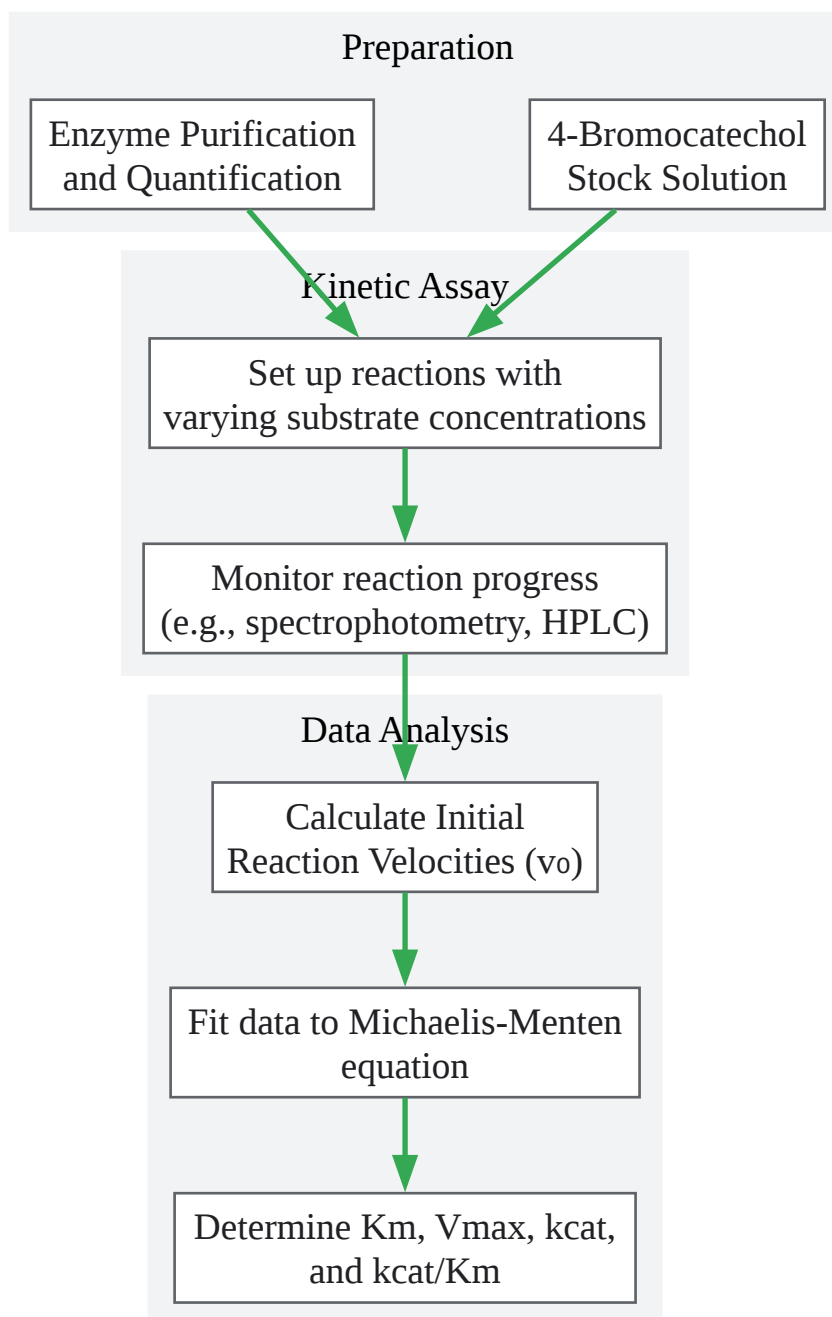 Preparation
Enzyme Purification
and Quantification
4-Bromocatechol
Stock Solution
Kinetic Assay
Set up reactions with
varying substrate concentrations
Monitor reaction progress
(e.g., spectrophotometry, HPLC)
Data Analysis
Calculate Initial
Reaction Velocities (v₀)
Fit data to Michaelis-Menten
equation
Determine Km, Vmax, kcat,
and kcat/Km